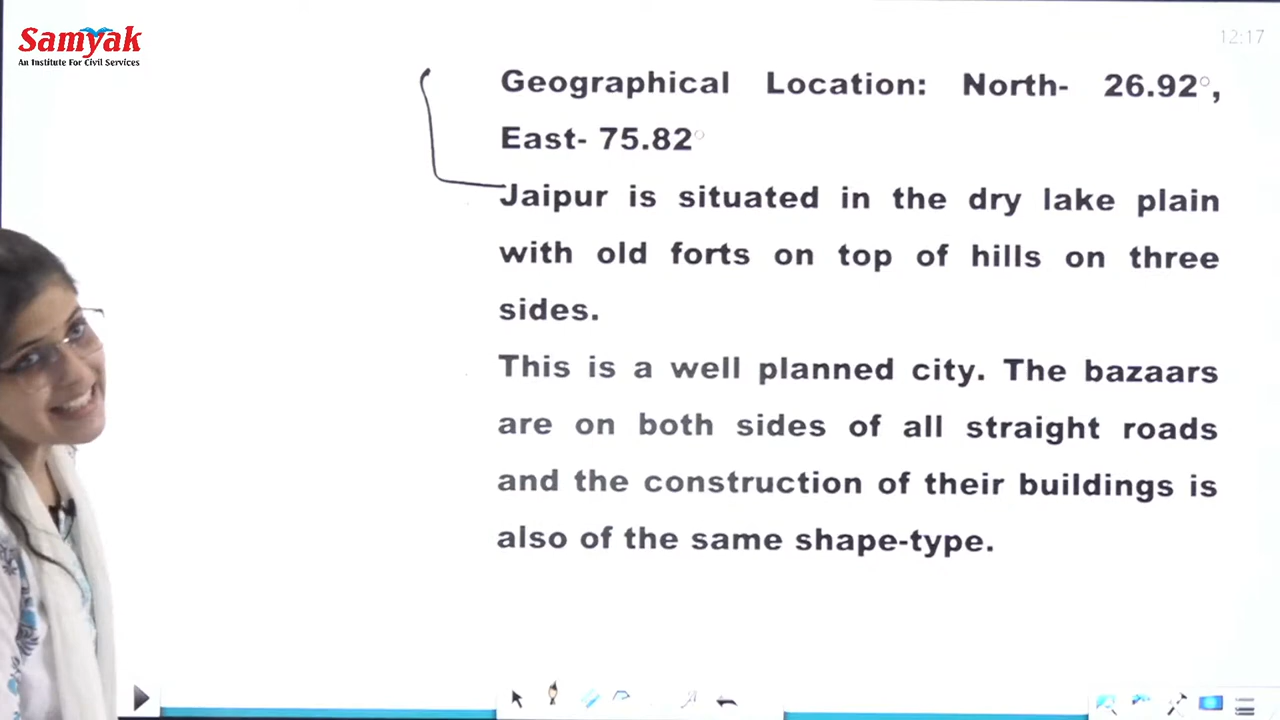 Samyak
An Institute For Civil Services
12:17
Geographical Location: North- 26.92°,
East- 75.82°
Jaipur is situated in the dry lake plain
with old forts on top of hills on three
sides.
This is a well planned city. The bazaars
are on both sides of all straight roads
and the construction of their buildings is
also of the same shape-type.